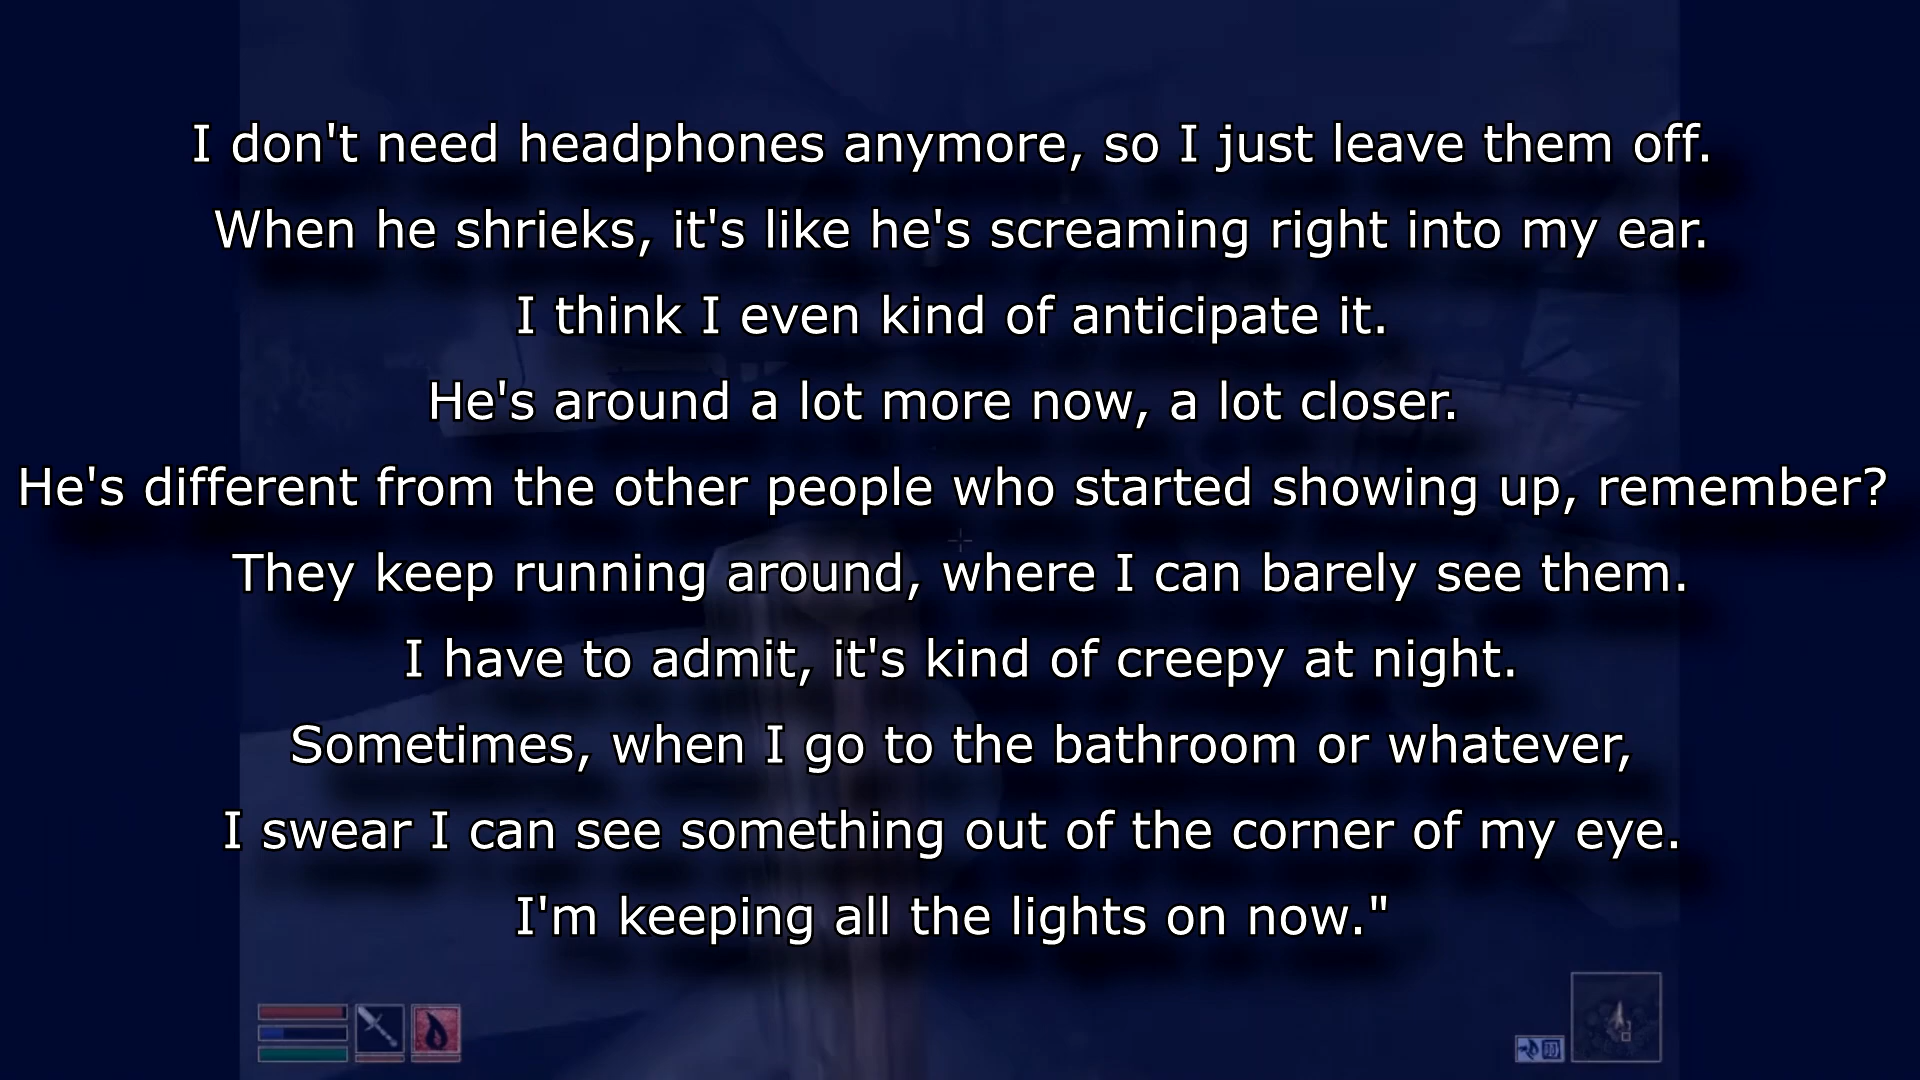 I don't need headphones anymore, so I just leave them off.
When he shrieks, it's like he's screaming right into my ear.
I think I even kind of anticipate it.
He's around a lot more now, a lot closer.
He's different from the other people who started showing up, remember?
They keep running around, where I can barely see them.
I have to admit, it's kind of creepy at night.
Sometimes, when I go to the bathroom or whatever,
I swear I can see something out of the corner of my eye.
I'm keeping all the lights on now."